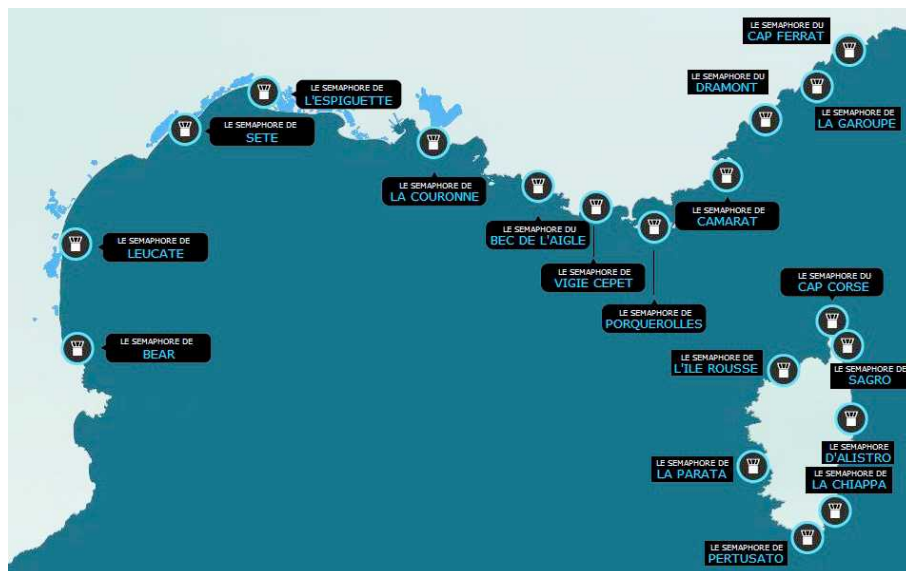 LE SEMAPHORE DU
CAP FERRAT
LE SEMAPHORE DU
DRAMONT
LE SEMAPHORE DE
L'ESPIGUETTE
LE SEMAPHORE DE
LA GAROUPE
LE SEMAPHORE DE
SETE
LE SEMAPHORE DE
LA COURONNE
LE SEMAPHORE DE
CAMARAT
LE SEMAPHORE DU
BEC DE L'AIGLE
LE SEMAPHORE DE
LEUCATE
LE SEMAPHORE DE
VIGIE CEPET
LE SEMAPHORE DU
CAP CORSE
LE SEMAPHORE DE
PORQUEROLLES
LE SEMAPHORE DE
BEAR
LE SEMAPHORE DE
L'ILE ROUSSE
LE SEMAPHORE DE
SAGRO
LE SEMAPHORE
D'ALISTRO
LE SEMAPHORE DE
LA PARATA
LE SEMAPHORE DE
LA CHIAPPA
LE SEMAPHORE DE
PERTUSATO